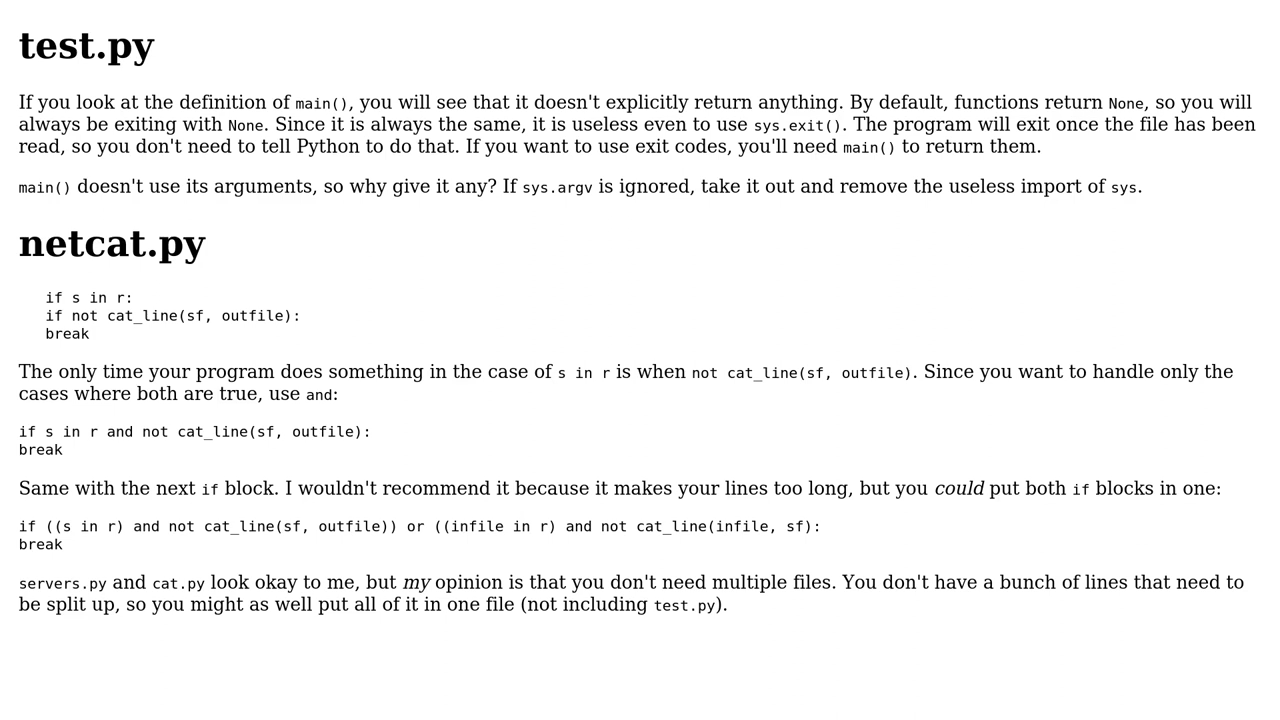 test.py
If you look at the definition of main(), you will see that it doesn't explicitly return anything. By default, functions return None, so you will
always be exiting with None. Since it is always the same, it is useless even to use sys.exit(). The program will exit once the file has been
read, so you don't need to tell Python to do that. If you want to use exit codes, you'll need main() to return them.
main() doesn't use its arguments, so why give it any? If sys.argv is ignored, take it out and remove the useless import of sys.
netcat.py
if s in r:
if not cat_line(sf, outfile):
break
The only time your program does something in the case of s in r is when not cat_line(sf, outfile). Since you want to handle only the
cases where both are true, use and:
if s in r and not cat_line(sf, outfile):
break
Same with the next if block. I wouldn't recommend it because it makes your lines too long, but you could put both if blocks in one:
if ((s in r) and not cat_line(sf, outfile)) or ((infile in r) and not cat_line(infile, sf):
break
servers.py and cat.py look okay to me, but my opinion is that you don't need multiple files. You don't have a bunch of lines that need to
be split up, so you might as well put all of it in one file (not including test.py).